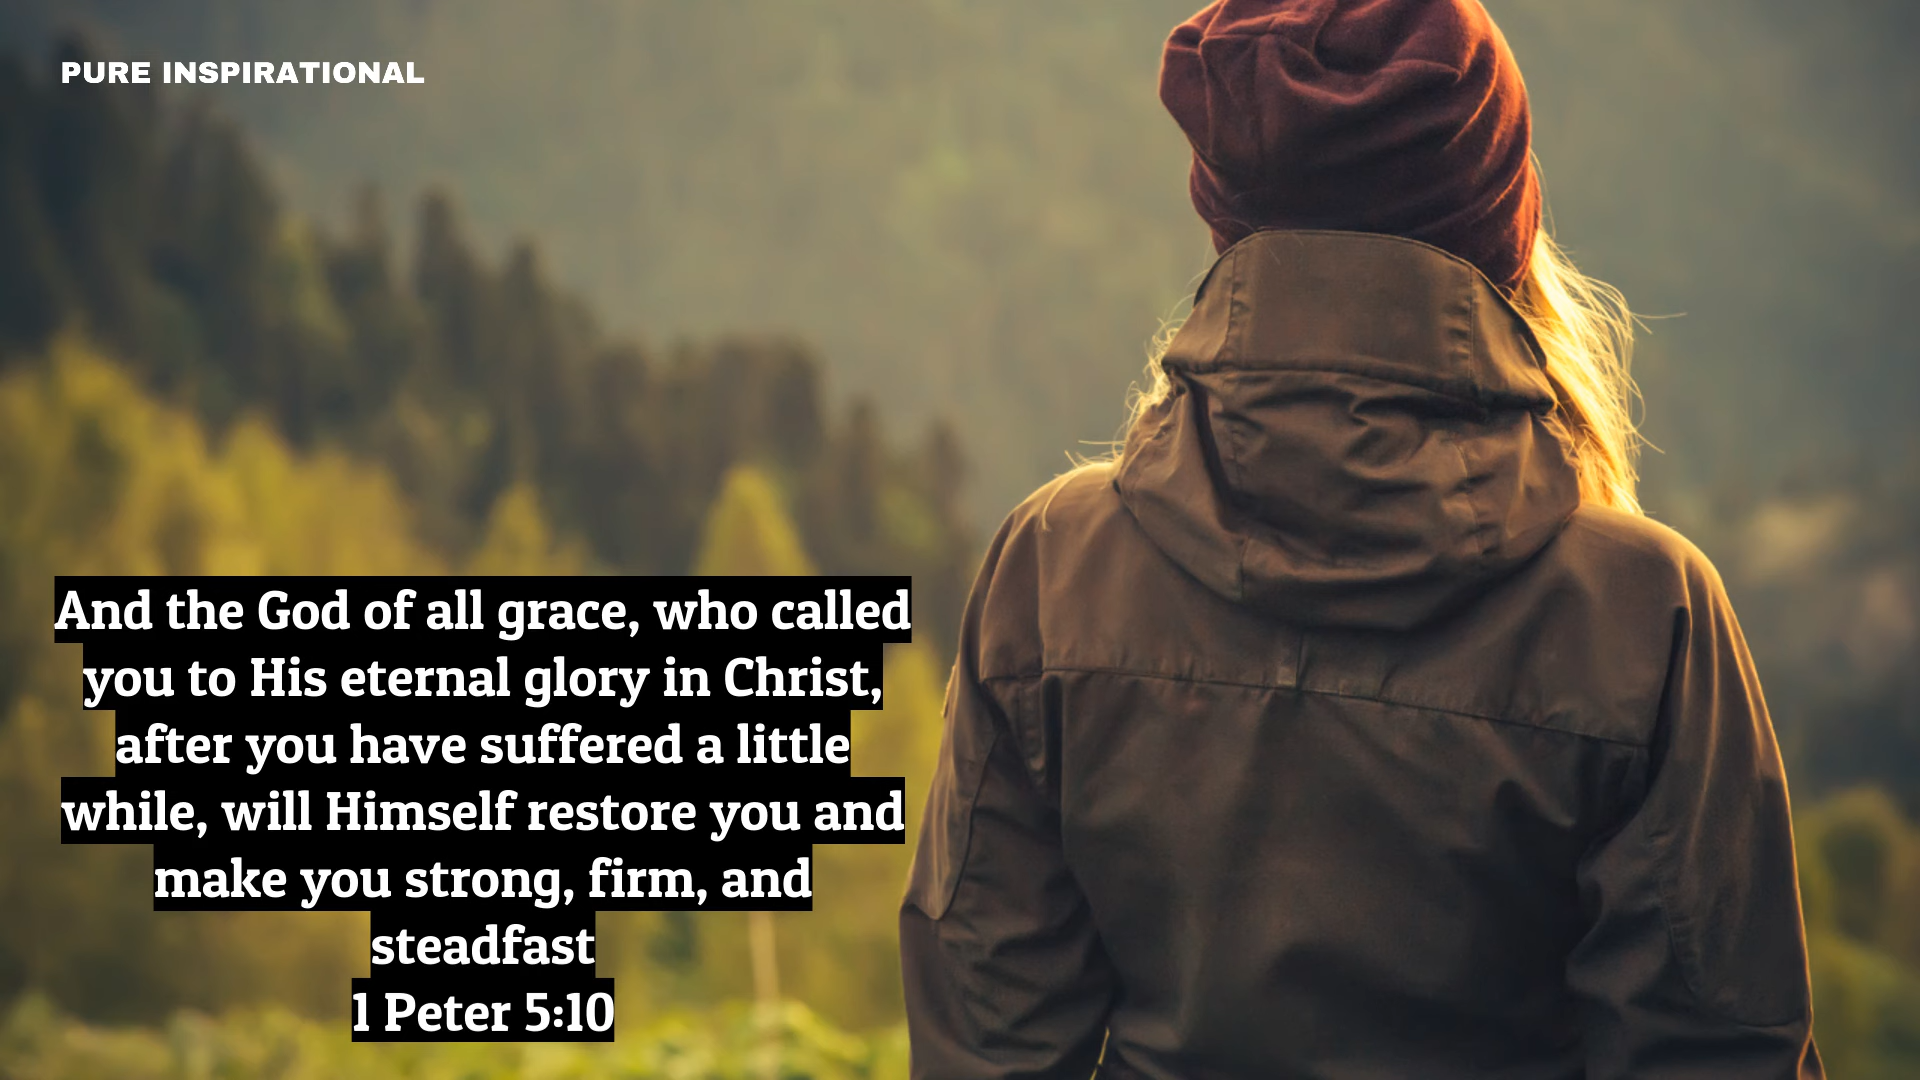 PURE INSPIRATIONAL
And the God of all grace, who called
you to His eternal glory in Christ,
after you have suffered a little
while, will Himself restore you and
make you strong, firm, and
steadfast
1 Peter 5:10